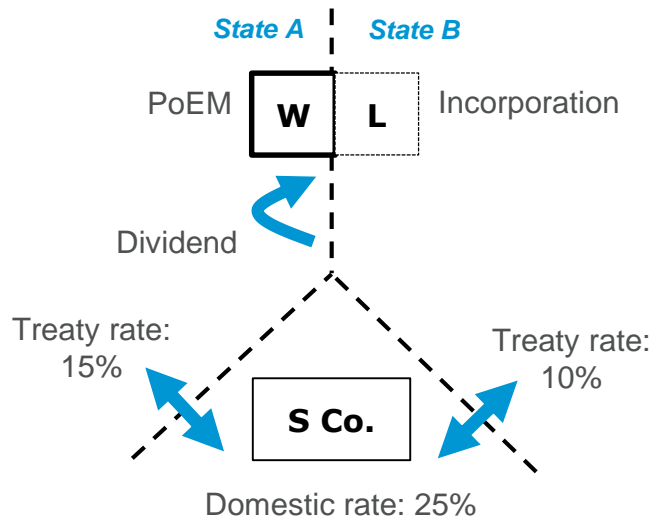 State A
State B
PoEM
W
L
Incorporation
Dividend
Treaty rate:
15%
Treaty rate:
10%
S Co.
Domestic rate: 25%